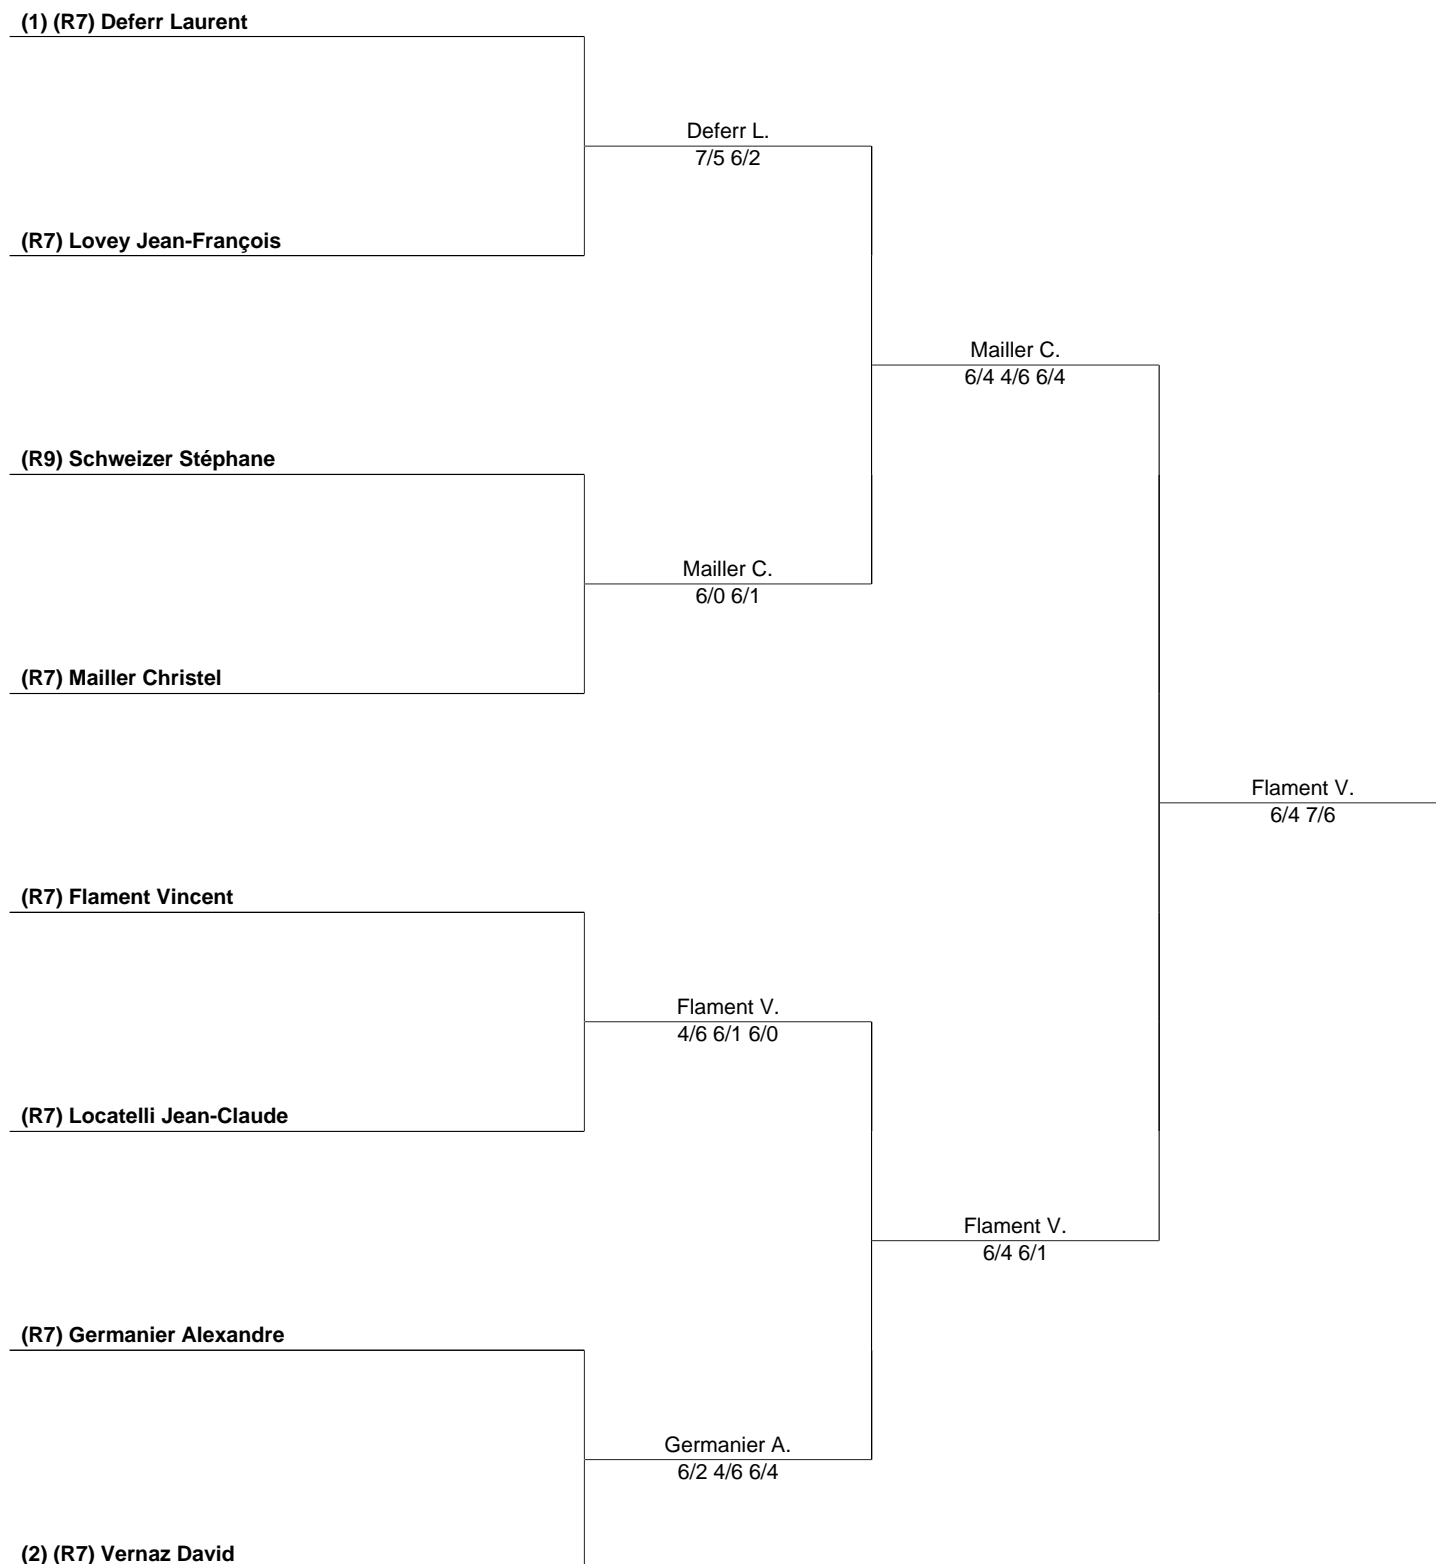 (1) (R7) Deferr Laurent
Deferr L.
7/5 6/2
(R7) Lovey Jean-François
Mailler C.
6/4 4/6 6/4
(R9) Schweizer Stéphane
Mailler C.
6/0 6/1
(R7) Mailler Christel
Flament V.
6/4 7/6
(R7) Flament Vincent
Flament V.
4/6 6/1 6/0
(R7) Locatelli Jean-Claude
Flament V.
6/4 6/1
(R7) Germanier Alexandre
Germanier A.
6/2 4/6 6/4
(2) (R7) Vernaz David